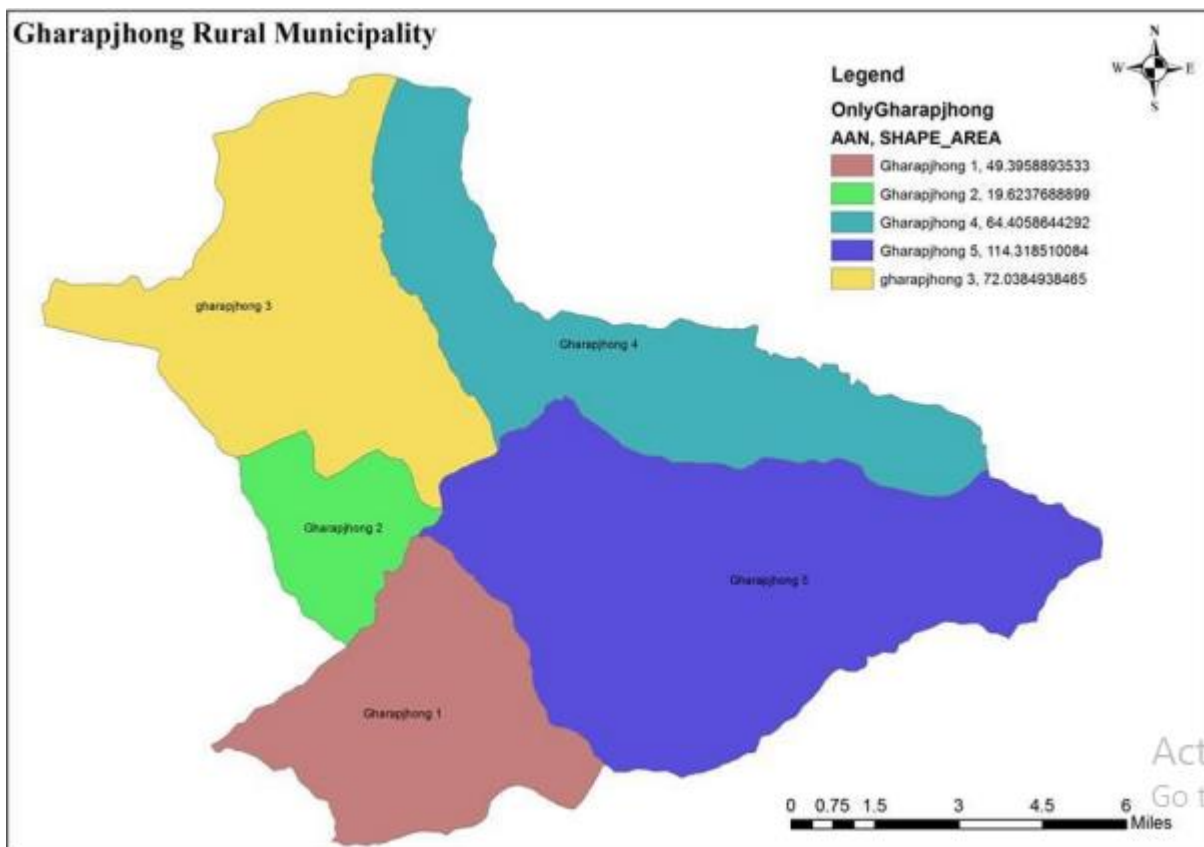 Gharapjhong Rural Municipality
N
W E
S
Legend
OnlyGharapjhong
AAN, SHAPE_AREA
Gharapjhong 1, 49.3958893533
Gharapjhong 2, 19.6237688899
Gharapjhong 4, 64.4058644292
Gharapjhong 5, 114.318510084
gharapjhong 3, 72.0384938465
gharapjhong 3
Gharapjhong 4
Gharapjhong 2
Gharapjhong 5
Gharapjhong 1
Act
Go t
0 0.75 1.5 3 4.5 6
Miles